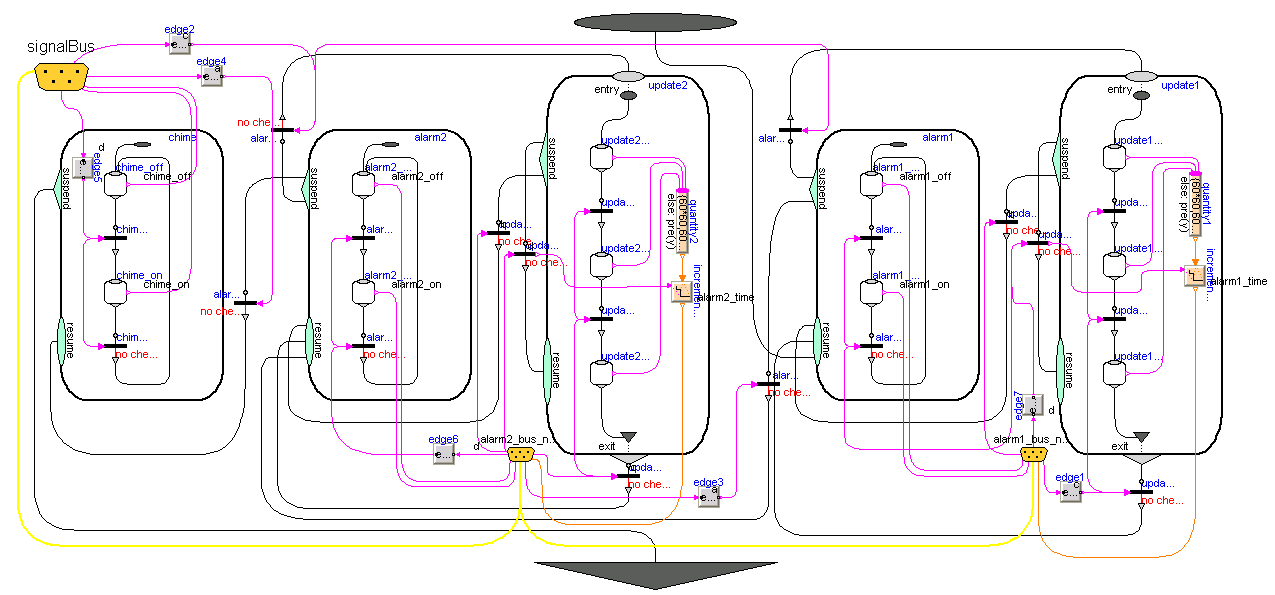 signalBus
edge2
c
e...
edge4
a
e...
chime
d
e...
edge5
suspend
chime_off
chime_off
chim...
chime_on
chime_on
chim...
no che...
resume
alar...
no che...
no che...
alar...
alarm2
suspend
alarm2_...
alarm2_off
alar...
alarm2_...
alarm2_on
alar...
no che...
resume
edge6
d
e...
alarm2_bus_n...
upda...
no che...
upda...
no che...
update2
entry
suspend
update2...
upda...
update2...
upda...
update2...
resume
exit
upda...
no che...
quantity2
(60*60,60...
else: pre(y)
incremen...
alarm2_time
edge3
a
e...
alar...
no che...
alar...
alarm1
suspend
alarm1_...
alarm1_off
alar...
alarm1_...
alarm1_on
alar...
no che...
resume
upda...
no che...
upda...
no che...
edge7
d
e...
alarm1_bus_n...
edge1
c
e...
update1
entry
suspend
update1...
upda...
update1...
upda...
update1...
resume
exit
upda...
no che...
quantity1
(60*60,60...
else: pre(y)
incremen...
alarm1_time